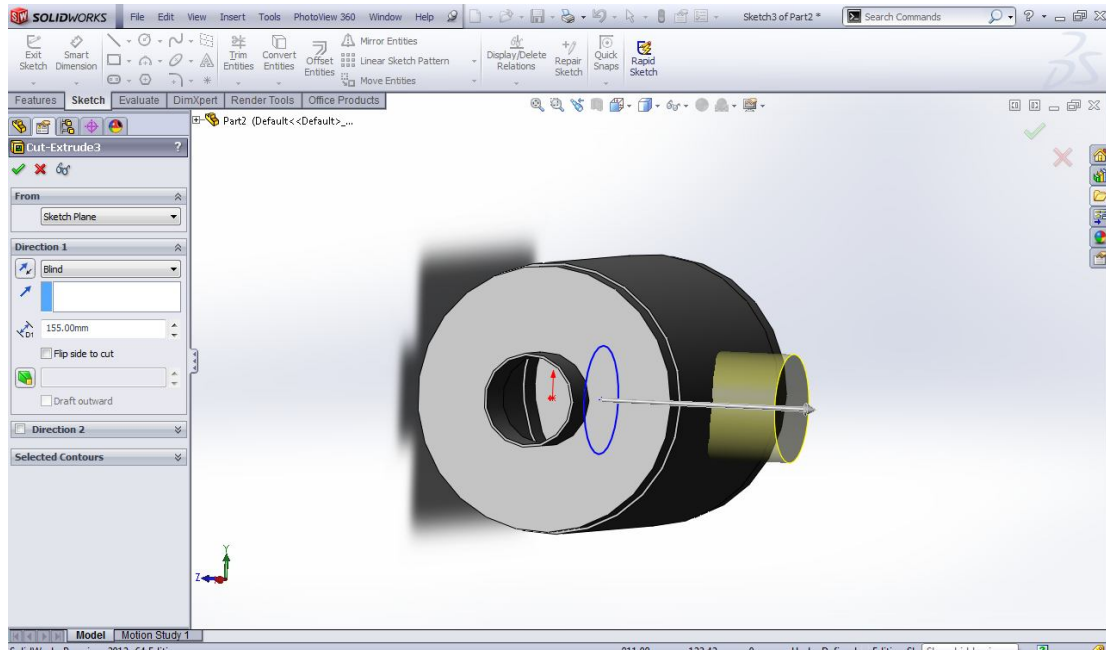 SOLIDWORKS File Edit View Insert Tools PhotoView 360 Window Help Sketch3 of Part2 * Search Commands
Exit Sketch
Smart Dimension
Trim Entities
Convert Entities
Offset Entities
Mirror Entities
Linear Sketch Pattern
Move Entities
Display/Delete Relations
Repair Sketch
Quick Snaps
Rapid Sketch
Features Sketch Evaluate DimXpert Render Tools Office Products
Part2 (Default<<Default>_...
Cut-Extrude3 ?
From
Sketch Plane
Direction 1
Blind
D1 155.00mm
Flip side to cut
Draft outward
Direction 2
Selected Contours
Y
Z
Model Motion Study 1